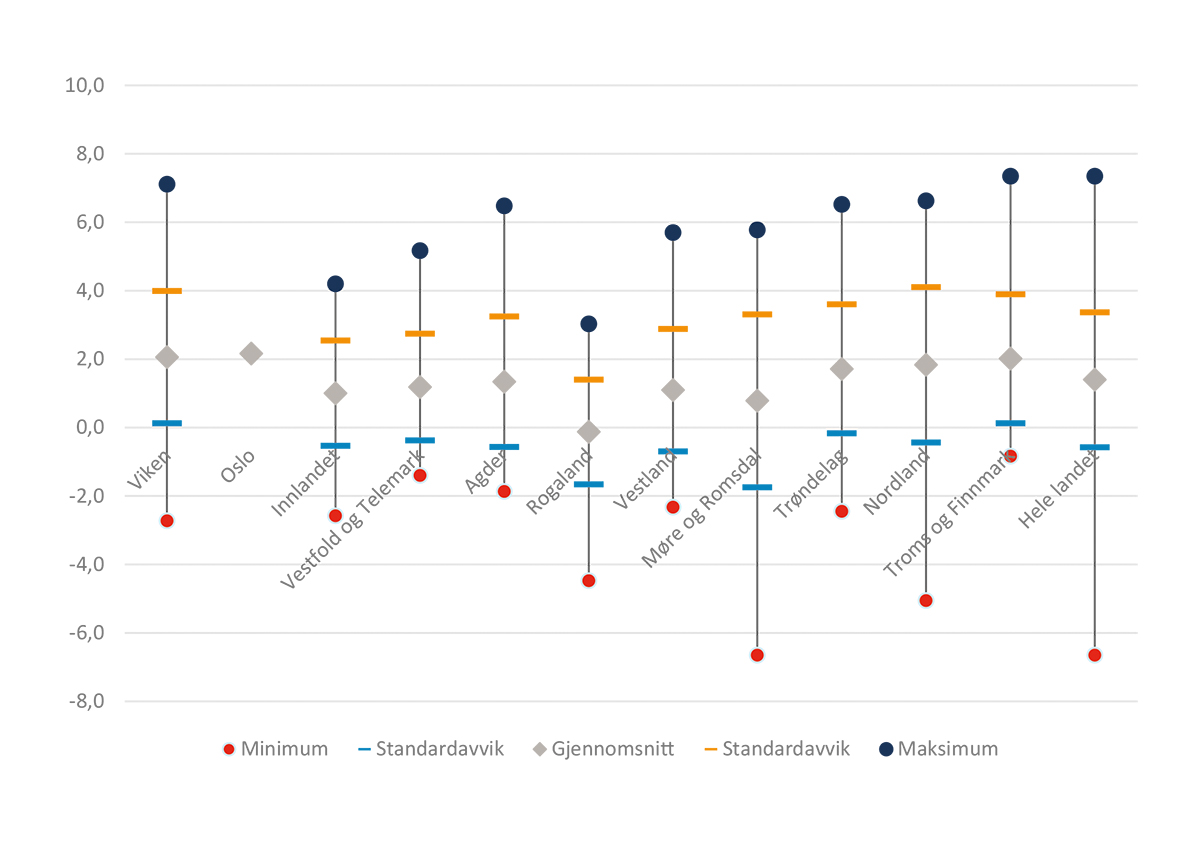 10,0
8,0
6,0
4,0
2,0
0,0
-2,0
-4,0
-6,0
-8,0
Viken
Oslo
Innlandet
Vestfold og Telemark
Agder
Rogaland
Vestland
Møre og Romsdal
Trøndelag
Nordland
Troms og Finnmark
Hele landet
Minimum Standardavvik Gjennomsnitt Standardavvik Maksimum